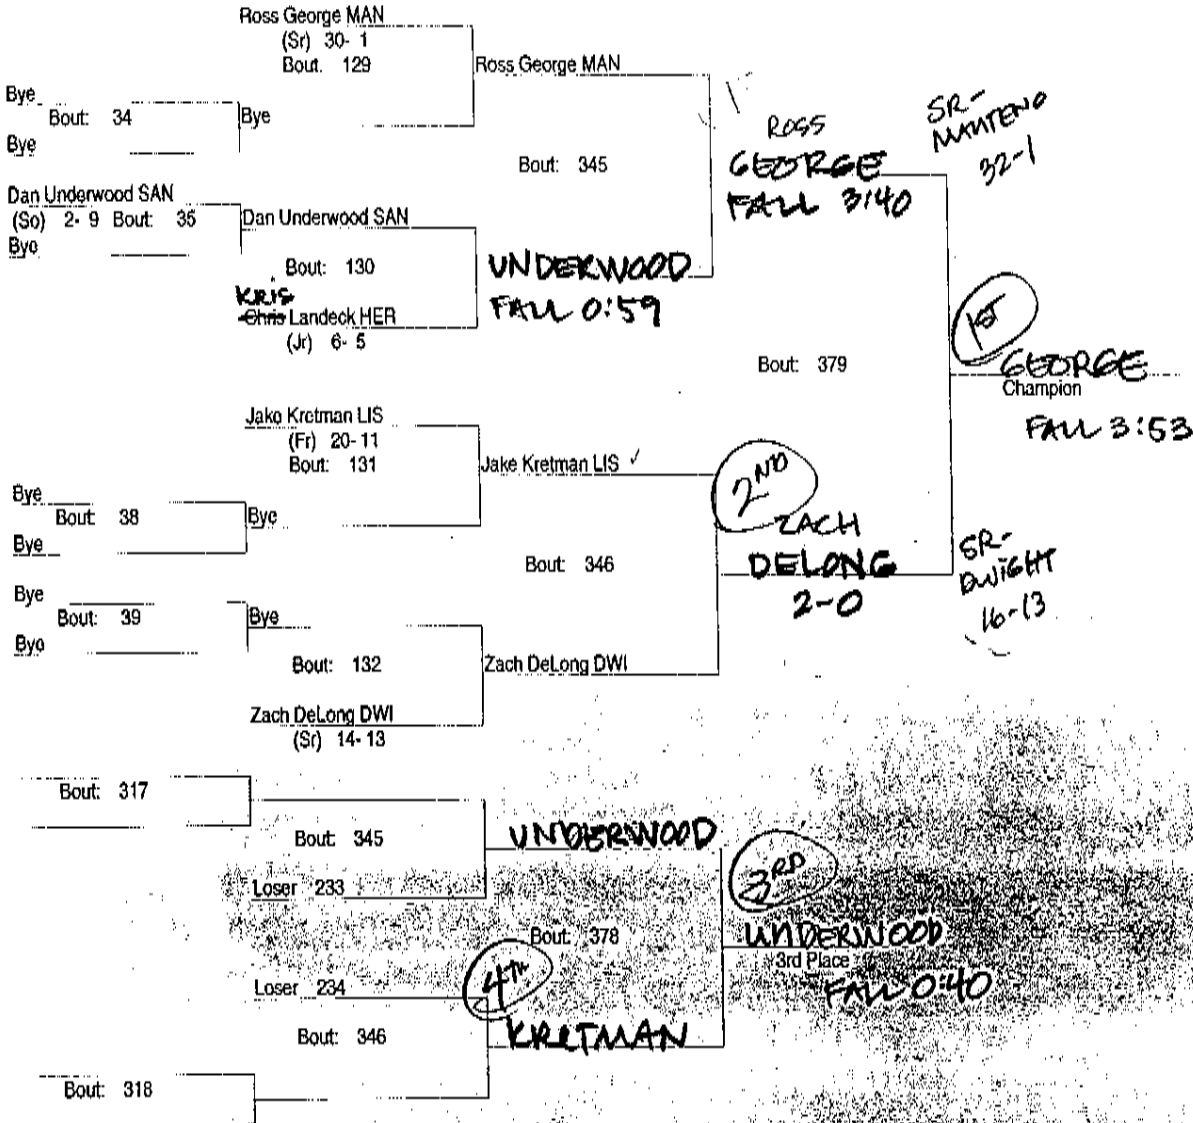 Ross George MAN
(Sr) 30- 1
Bout. 129
Ross George MAN
Bye
Bout: 34
Bye
Bye
Bout: 345
ROSS
GEORGE
FALL 3:40
SR-
MANTENO
32-1
Dan Underwood SAN
(So) 2- 9 Bout: 35
Bye
Dan Underwood SAN
Bout: 130
KRIS
Chris Landeck HER
(Jr) 6- 5
UNDERWOOD
FALL 0:59
Bout: 379
1ST
GEORGE
Champion
FALL 3:53
Jake Kretman LIS
(Fr) 20- 11
Bout: 131
Jake Kretman LIS ✓
Bye
Bout 38
Bye
Bye
Bout: 346
2ND
ZACH
DELONG
2-0
SR-
DWIGHT
16-13
Bye
Bout: 39
Bye
Bye
Bout: 132
Zach DeLong DWI
Zach DeLong DWI
(Sr) 14- 13
Bout: 317
Bout: 345
UNDERWOOD
Loser 233
3RD
Bout: 378
UNDERWOOD
3rd Place
FALL 0:40
Loser 234
4TH
Bout: 346
KRETMAN
Bout: 318